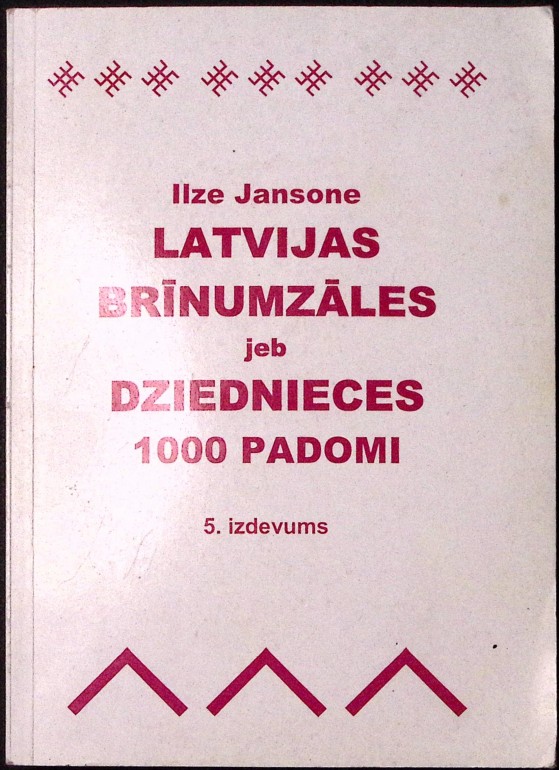 Ilze Jansone
LATVIJAS
BRĪNUMZĀLES
jeb
DZIEDNIECES
1000 PADOMI
5. izdevums